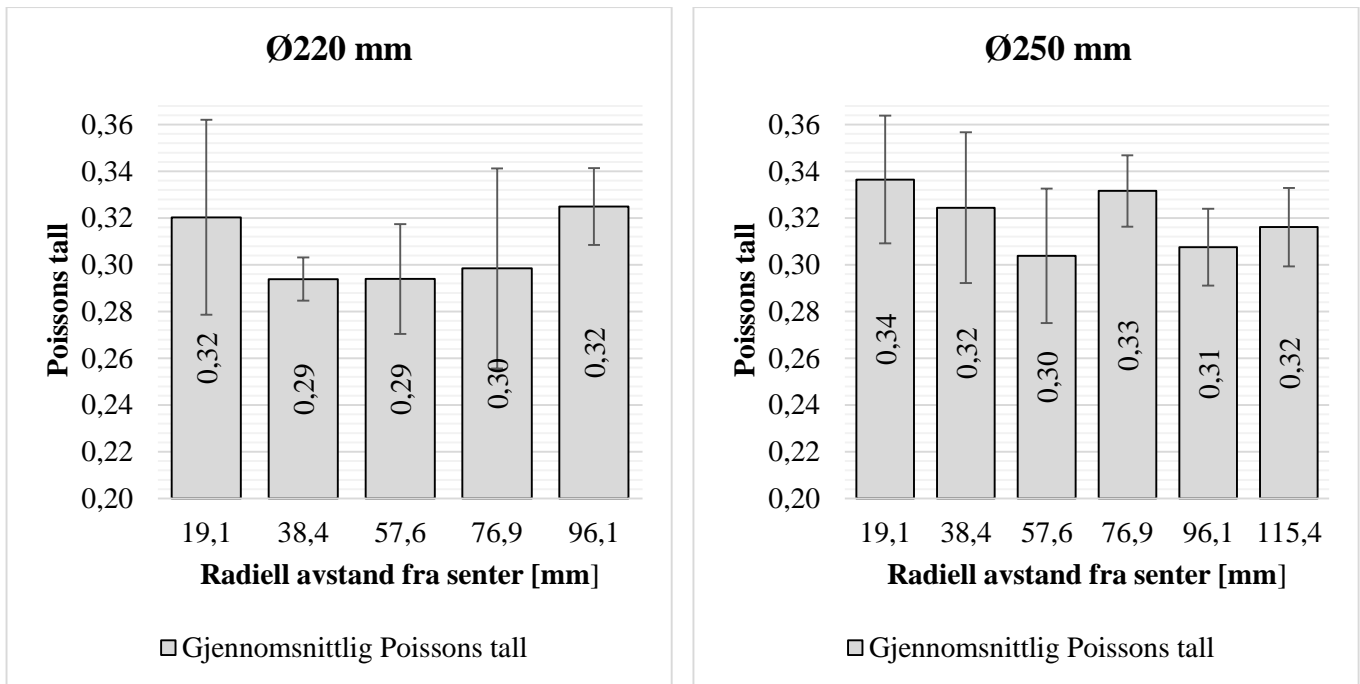 Ø220 mm
0,36
0,34
0,32
0,30
0,28
0,26
0,24
0,22
0,20
Poissons tall
0,32
0,29
0,29
0,30
0,32
19,1 38,4 57,6 76,9 96,1
Radiell avstand fra senter [mm]
Gjennomsnittlig Poissons tall
Ø250 mm
0,36
0,34
0,32
0,30
0,28
0,26
0,24
0,22
0,20
Poissons tall
0,34
0,32
0,30
0,33
0,31
0,32
19,1 38,4 57,6 76,9 96,1 115,4
Radiell avstand fra senter [mm]
Gjennomsnittlig Poissons tall